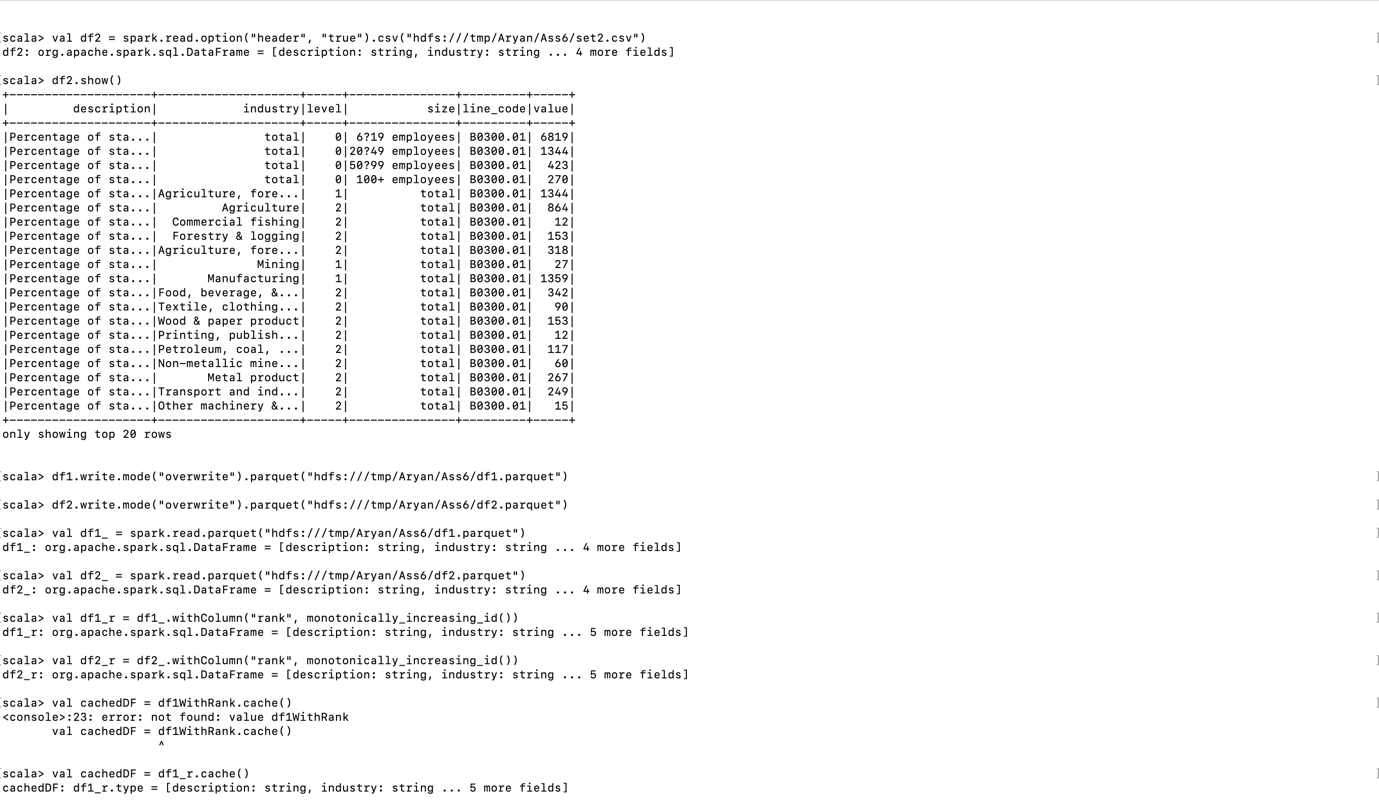 [scala> val df2 = spark.read.option("header", "true").csv("hdfs:///tmp/Aryan/Ass6/set2.csv") ]
df2: org.apache.spark.sql.DataFrame = [description: string, industry: string ... 4 more fields]
[scala> df2.show() ]
+--------------------+--------------------+-----+---------------+---------+-----+
|         description|            industry|level|           size|line_code|value|
+--------------------+--------------------+-----+---------------+---------+-----+
|Percentage of sta...|               total|    0| 6?19 employees| B0300.01| 6819|
|Percentage of sta...|               total|    0|20?49 employees| B0300.01| 1344|
|Percentage of sta...|               total|    0|50?99 employees| B0300.01|  423|
|Percentage of sta...|               total|    0| 100+ employees| B0300.01|  270|
|Percentage of sta...|Agriculture, fore...|    1|          total| B0300.01| 1344|
|Percentage of sta...|         Agriculture|    2|          total| B0300.01|  864|
|Percentage of sta...|  Commercial fishing|    2|          total| B0300.01|   12|
|Percentage of sta...|  Forestry & logging|    2|          total| B0300.01|  153|
|Percentage of sta...|Agriculture, fore...|    2|          total| B0300.01|  318|
|Percentage of sta...|              Mining|    1|          total| B0300.01|   27|
|Percentage of sta...|       Manufacturing|    1|          total| B0300.01| 1359|
|Percentage of sta...|Food, beverage, &...|    2|          total| B0300.01|  342|
|Percentage of sta...|Textile, clothing...|    2|          total| B0300.01|   90|
|Percentage of sta...|Wood & paper product|    2|          total| B0300.01|  153|
|Percentage of sta...|Printing, publish...|    2|          total| B0300.01|   12|
|Percentage of sta...|Petroleum, coal, ...|    2|          total| B0300.01|  117|
|Percentage of sta...|Non-metallic mine...|    2|          total| B0300.01|   60|
|Percentage of sta...|       Metal product|    2|          total| B0300.01|  267|
|Percentage of sta...|Transport and ind...|    2|          total| B0300.01|  249|
|Percentage of sta...|Other machinery &...|    2|          total| B0300.01|   15|
+--------------------+--------------------+-----+---------------+---------+-----+
only showing top 20 rows
[scala> df1.write.mode("overwrite").parquet("hdfs:///tmp/Aryan/Ass6/df1.parquet") ]
[scala> df2.write.mode("overwrite").parquet("hdfs:///tmp/Aryan/Ass6/df2.parquet") ]
[scala> val df1_ = spark.read.parquet("hdfs:///tmp/Aryan/Ass6/df1.parquet") ]
df1_: org.apache.spark.sql.DataFrame = [description: string, industry: string ... 4 more fields]
[scala> val df2_ = spark.read.parquet("hdfs:///tmp/Aryan/Ass6/df2.parquet") ]
df2_: org.apache.spark.sql.DataFrame = [description: string, industry: string ... 4 more fields]
[scala> val df1_r = df1_.withColumn("rank", monotonically_increasing_id()) ]
df1_r: org.apache.spark.sql.DataFrame = [description: string, industry: string ... 5 more fields]
[scala> val df2_r = df2_.withColumn("rank", monotonically_increasing_id()) ]
df2_r: org.apache.spark.sql.DataFrame = [description: string, industry: string ... 5 more fields]
[scala> val cachedDF = df1WithRank.cache() ]
<console>:23: error: not found: value df1WithRank
       val cachedDF = df1WithRank.cache()
                      ^
[scala> val cachedDF = df1_r.cache() ]
cachedDF: df1_r.type = [description: string, industry: string ... 5 more fields]